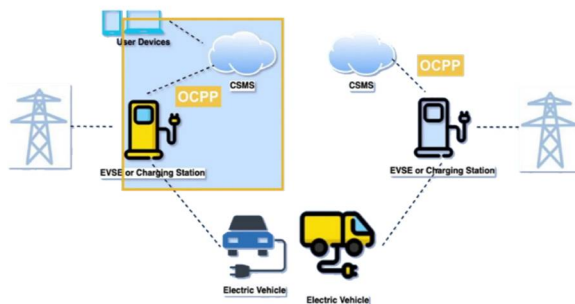 User Devices
CSMS
OCPP
EVSE or Charging Station
Electric Vehicle
CSMS
OCPP
EVSE or Charging Station
Electric Vehicle